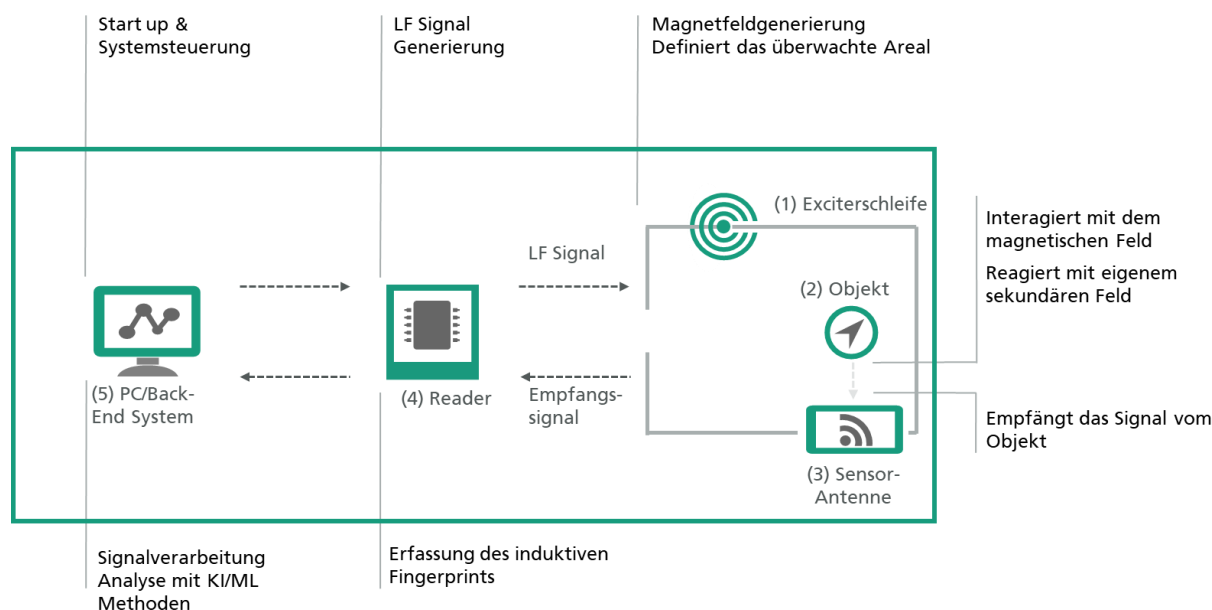 Start up &
Systemsteuerung
LF Signal
Generierung
Magnetfeldgenerierung
Definiert das überwachte Areal
(1) Exciterschleife
Interagiert mit dem
magnetischen Feld
Reagiert mit eigenem
sekundären Feld
LF Signal
(2) Objekt
(5) PC/Back-
End System
(4) Reader
Empfangs-
signal
Empfängt das Signal vom
Objekt
(3) Sensor-
Antenne
Signalverarbeitung
Analyse mit KI/ML
Methoden
Erfassung des induktiven
Fingerprints